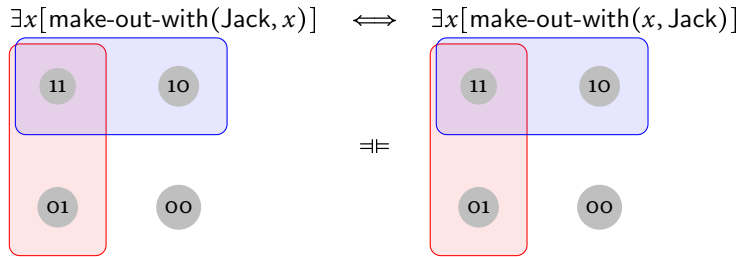 ∃x[make-out-with(Jack, x)] ⟺ ∃x[make-out-with(x, Jack)]
11 10 11 10
⫤⊨
01 00 01 00